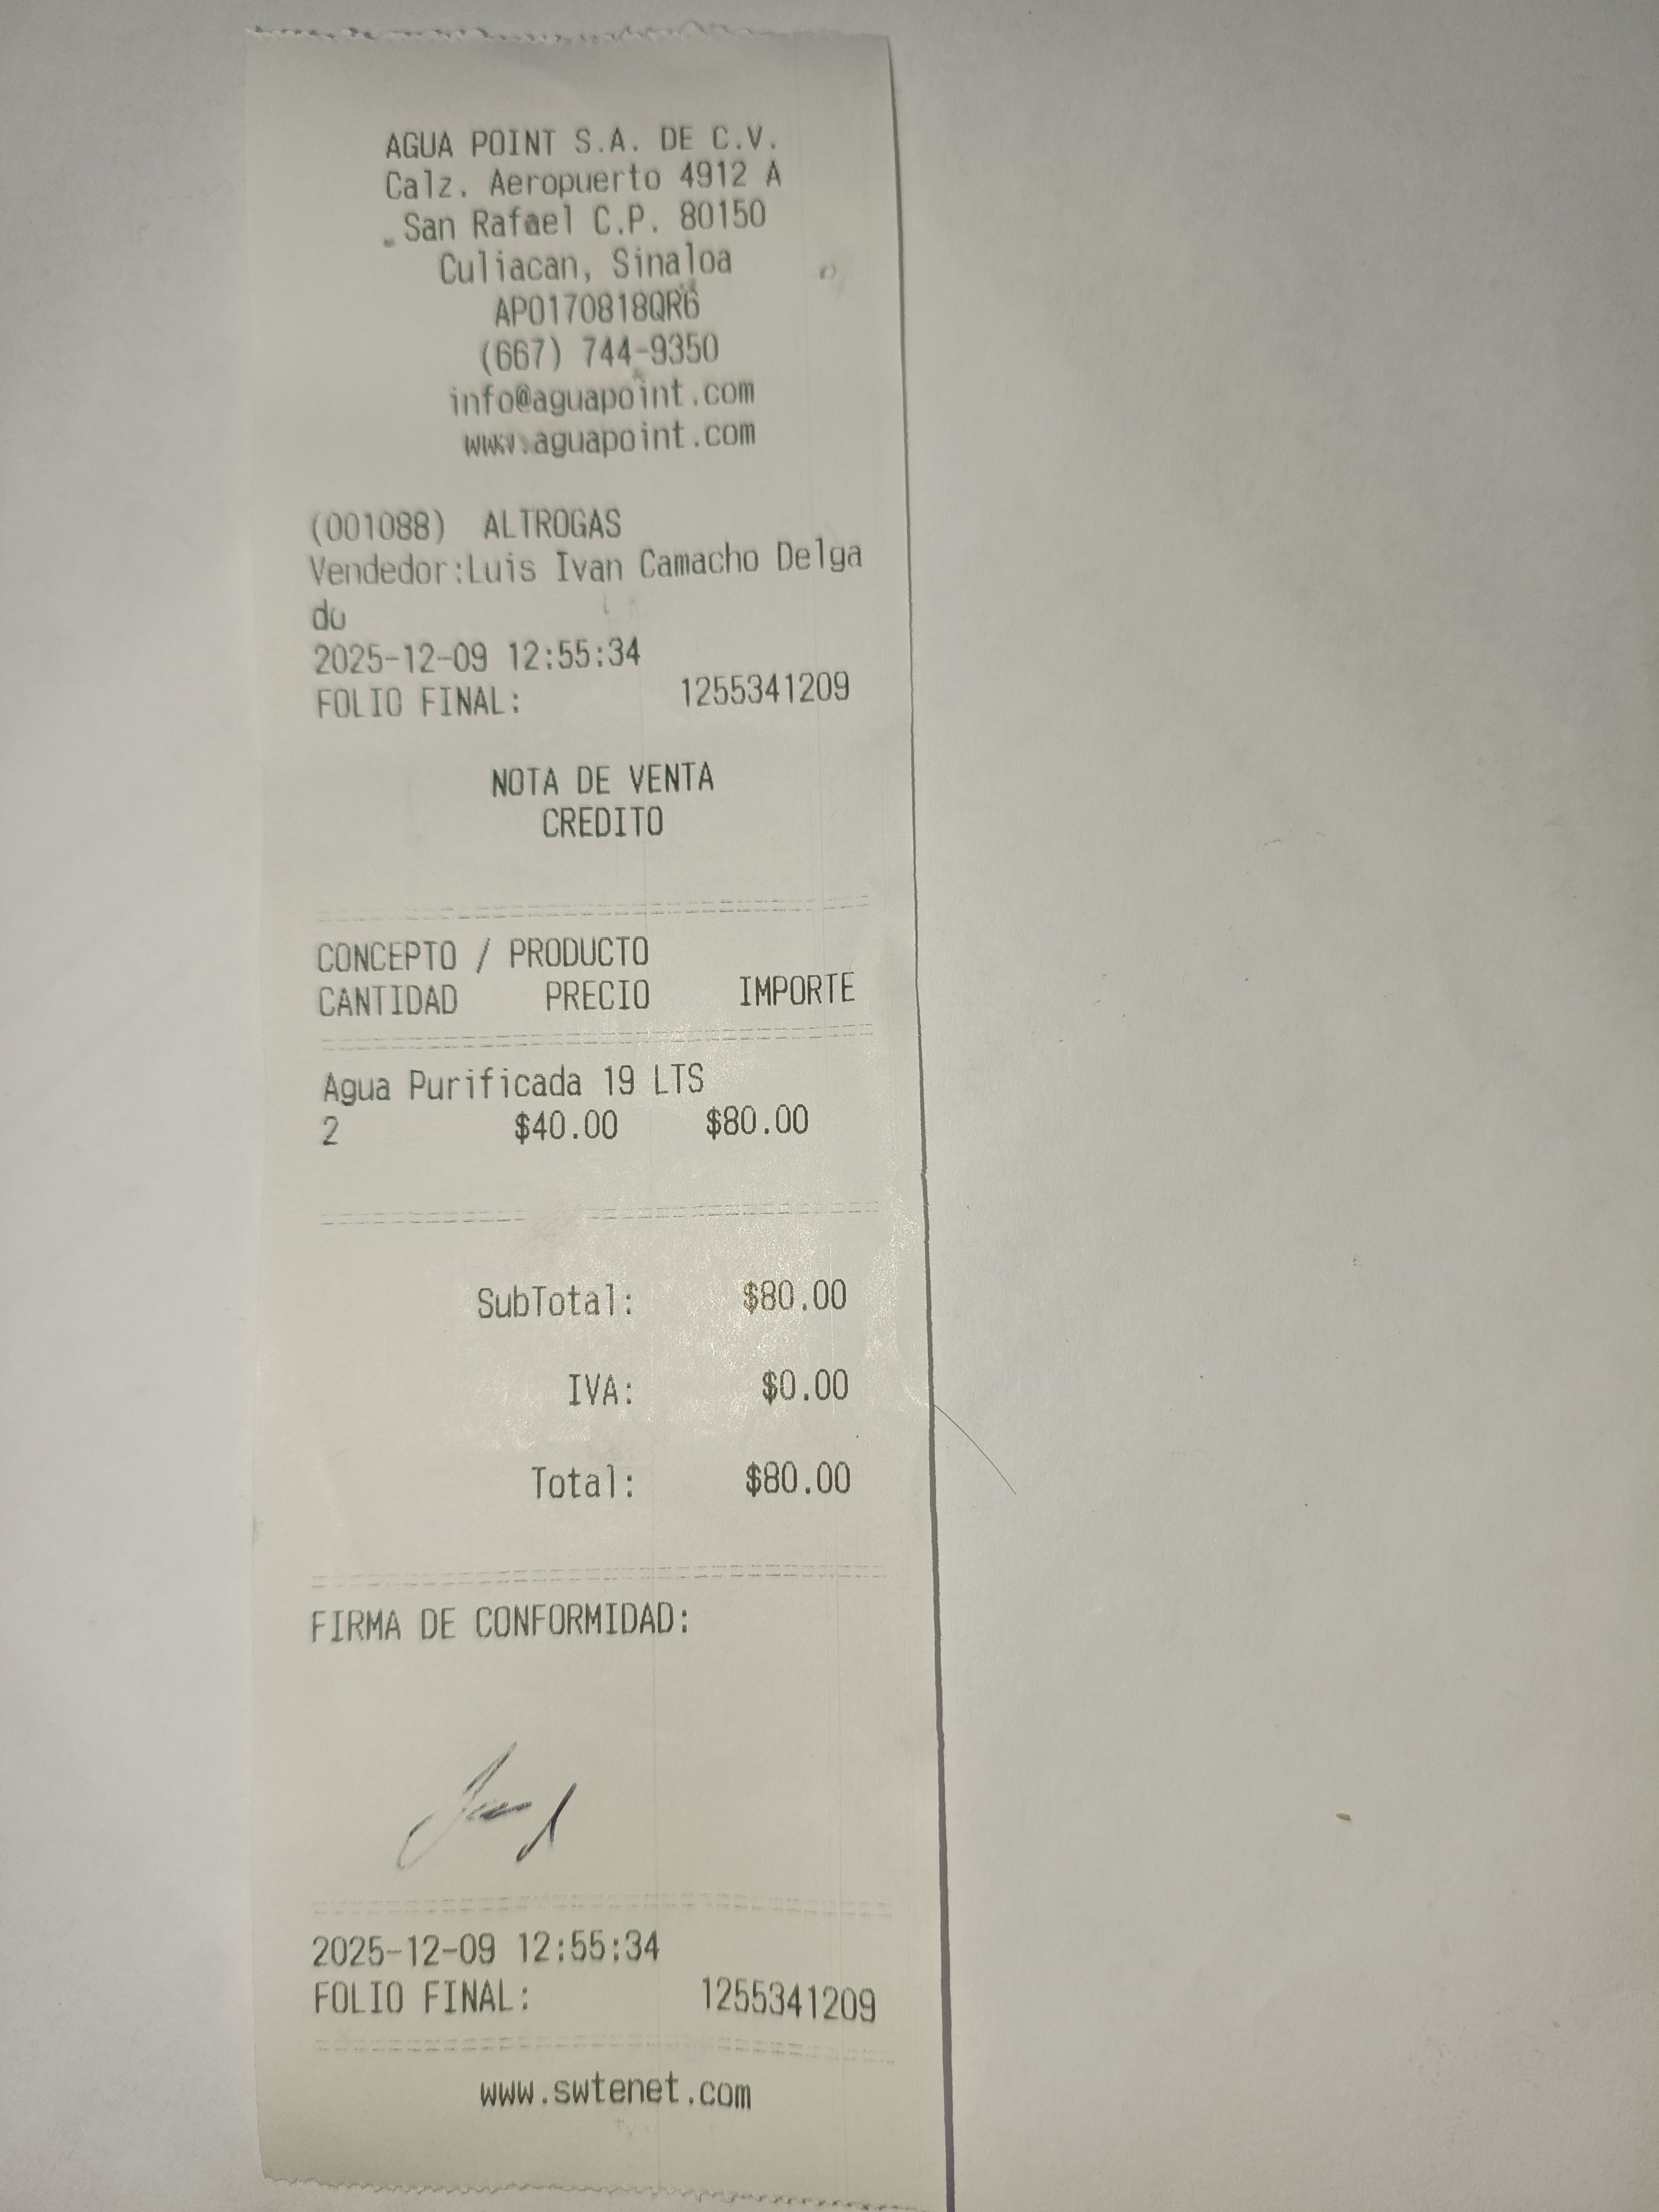 AGUA POINT S.A. DE C.V.
Calz. Aeropuerto 4912 A
San Rafael C.P. 80150
Culiacan, Sinaloa
APO170818QR6
(667) 744-9350
info@aguapoint.com
www.aguapoint.com
(001088) ALTROGAS
Vendedor:Luis Ivan Camacho Delga
do
2025-12-09 12:55:34
FOLIO FINAL: 1255341209
NOTA DE VENTA
CREDITO
CONCEPTO / PRODUCTO
CANTIDAD PRECIO IMPORTE
Agua Purificada 19 LTS
2 $40.00 $80.00
SubTotal: $80.00
IVA: $0.00
Total: $80.00
FIRMA DE CONFORMIDAD:
2025-12-09 12:55:34
FOLIO FINAL: 1255341209
www.swtenet.com